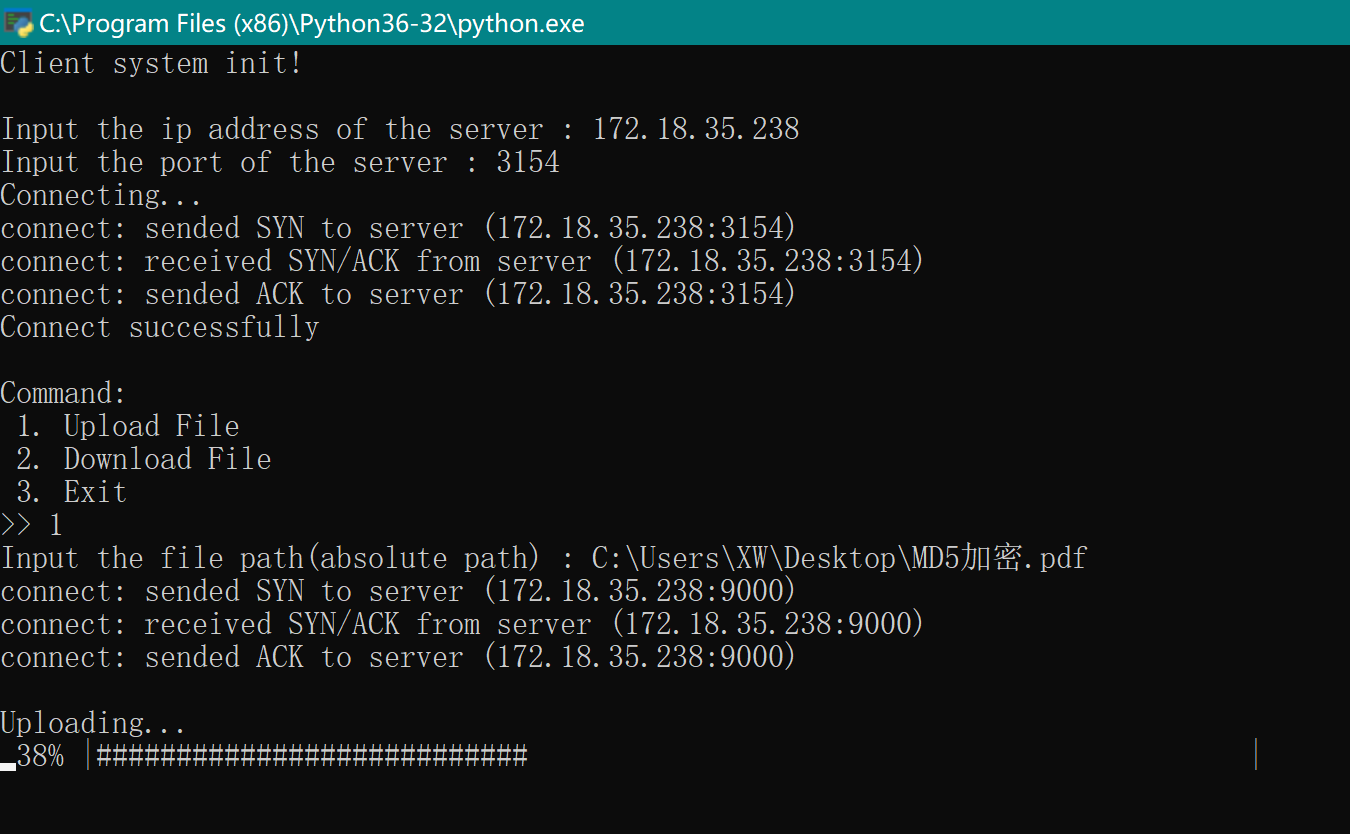 C:\Program Files (x86)\Python36-32\python.exe
Client system init!
Input the ip address of the server : 172.18.35.238
Input the port of the server : 3154
Connecting...
connect: sended SYN to server (172.18.35.238:3154)
connect: received SYN/ACK from server (172.18.35.238:3154)
connect: sended ACK to server (172.18.35.238:3154)
Connect successfully
Command:
1. Upload File
2. Download File
3. Exit
>> 1
Input the file path(absolute path) : C:\Users\XW\Desktop\MD5加密.pdf
connect: sended SYN to server (172.18.35.238:9000)
connect: received SYN/ACK from server (172.18.35.238:9000)
connect: sended ACK to server (172.18.35.238:9000)
Uploading...
38% |########################### |